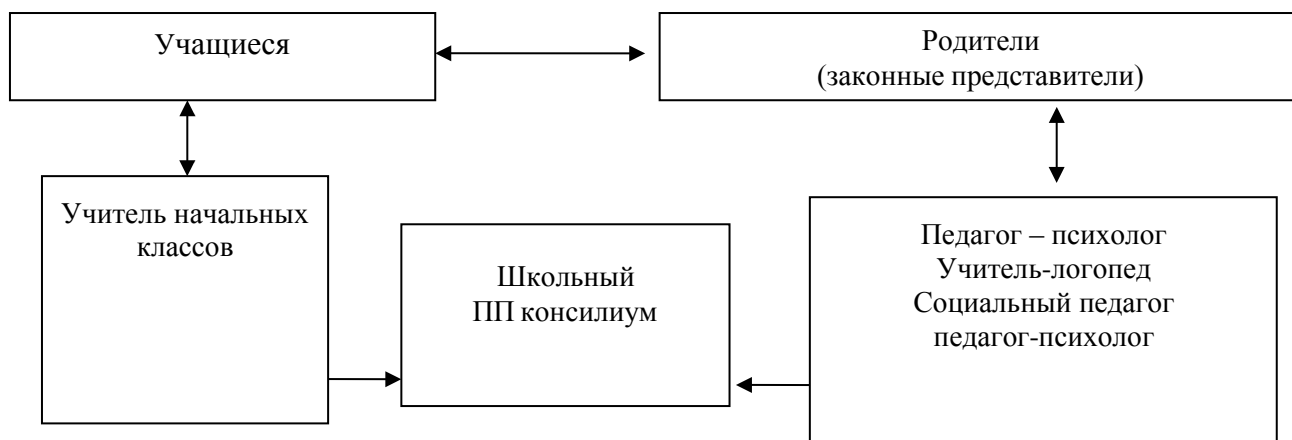 Учащиеся
Родители
(законные представители)
Учитель начальных
классов
Школьный
ПП консилиум
Педагог – психолог
Учитель-логопед
Социальный педагог
педагог-психолог